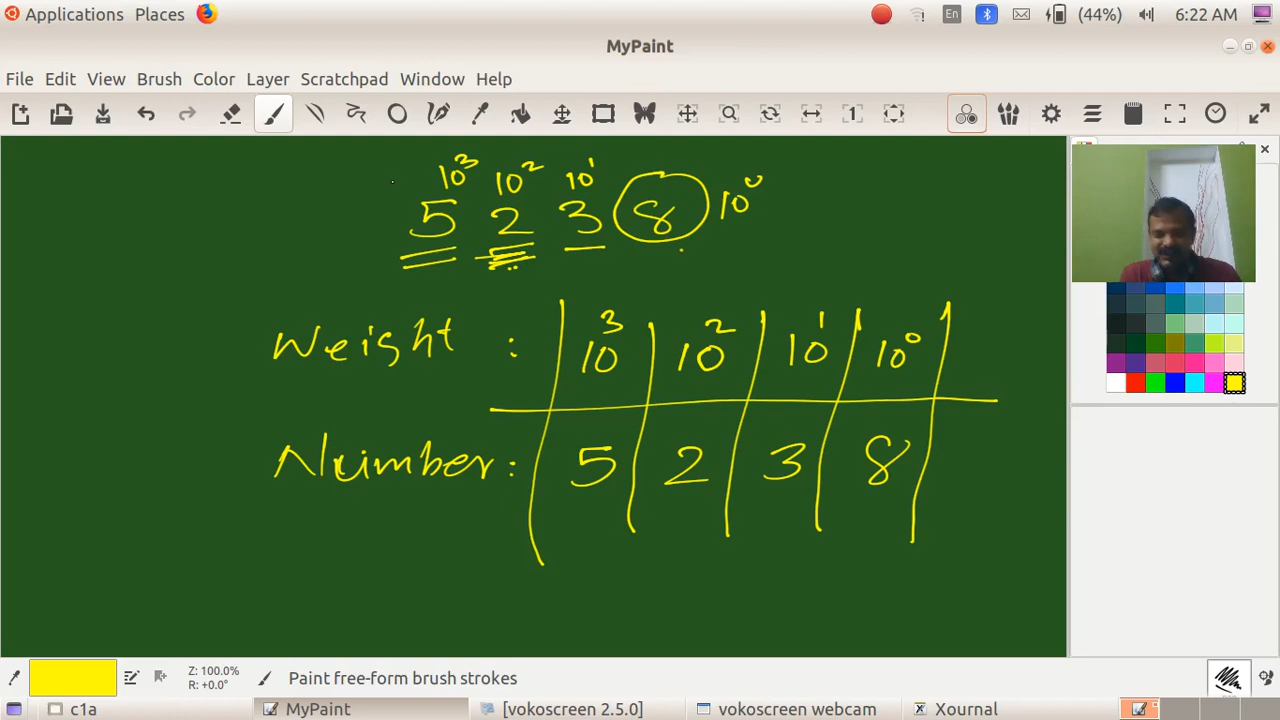 Applications Places En (44%) 6:22 AM
MyPaint
File Edit View Brush Color Layer Scratchpad Window Help
10³ 10² 10¹
5 2 3 8 10⁰
Weight : 10³ 10² 10¹ 10⁰
Number: 5 2 3 8
Z: 100.0%
R: +0.0°
Paint free-form brush strokes
c1a MyPaint [vokoscreen 2.5.0] vokoscreen webcam Xournal